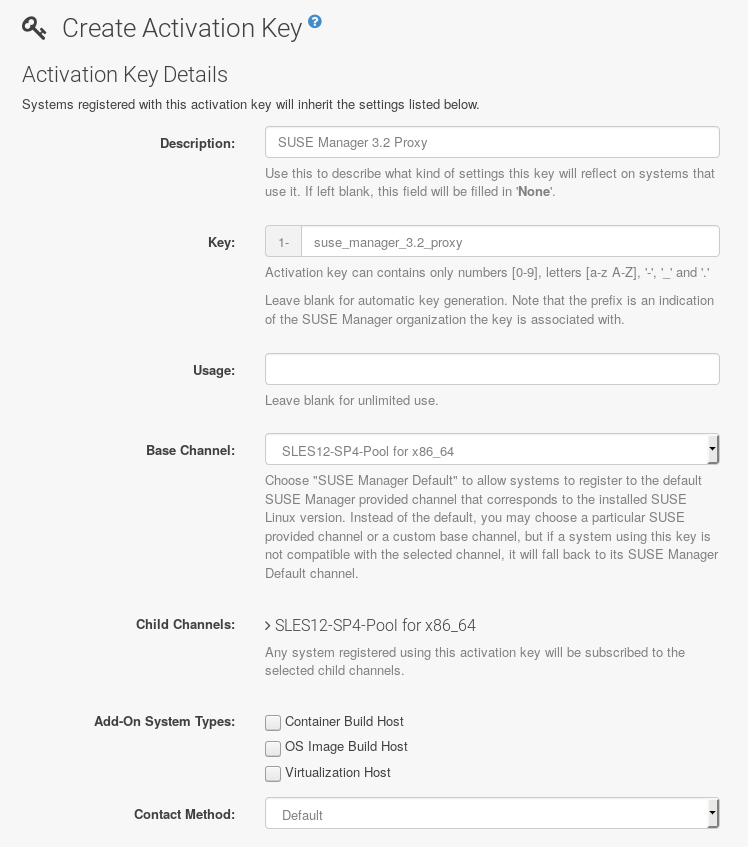 Create Activation Key ?
Activation Key Details
Systems registered with this activation key will inherit the settings listed below.
Description: SUSE Manager 3.2 Proxy
Use this to describe what kind of settings this key will reflect on systems that
use it. If left blank, this field will be filled in 'None'.
Key: 1- suse_manager_3.2_proxy
Activation key can contains only numbers [0-9], letters [a-z A-Z], '-', '_' and '.'
Leave blank for automatic key generation. Note that the prefix is an indication
of the SUSE Manager organization the key is associated with.
Usage:
Leave blank for unlimited use.
Base Channel: SLES12-SP4-Pool for x86_64
Choose "SUSE Manager Default" to allow systems to register to the default
SUSE Manager provided channel that corresponds to the installed SUSE
Linux version. Instead of the default, you may choose a particular SUSE
provided channel or a custom base channel, but if a system using this key is
not compatible with the selected channel, it will fall back to its SUSE Manager
Default channel.
Child Channels: > SLES12-SP4-Pool for x86_64
Any system registered using this activation key will be subscribed to the
selected child channels.
Add-On System Types: Container Build Host
OS Image Build Host
Virtualization Host
Contact Method: Default